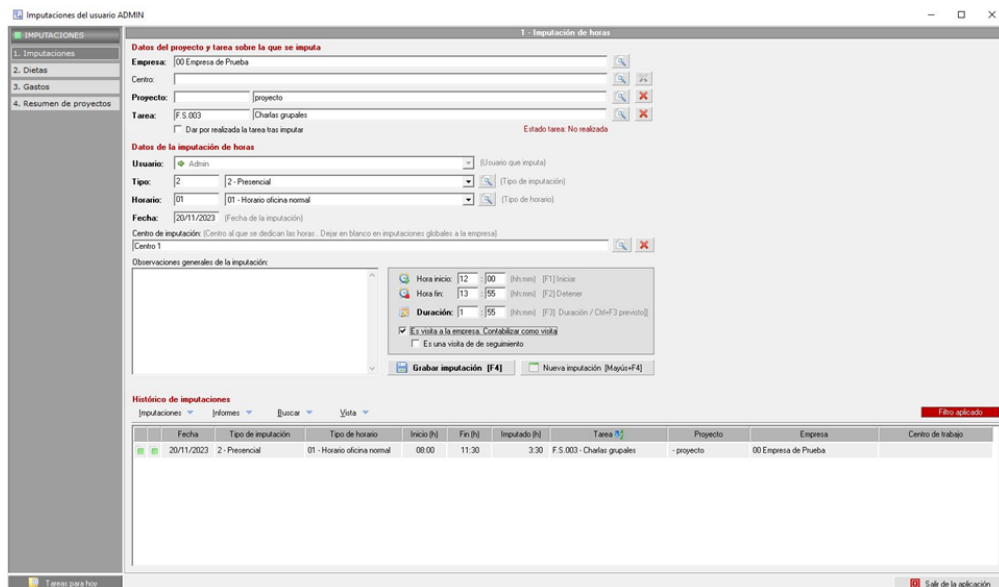 Imputaciones del usuario ADMIN
IMPUTACIONES
1. Imputaciones
2. Dietas
3. Gastos
4. Resumen de proyectos
1 - Imputación de horas
Datos del proyecto y tarea sobre la que se imputa
Empresa: 00 Empresa de Prueba
Centro:
Proyecto: proyecto
Tarea: F.S.003 Charlas grupales
Dar por realizada la tarea tras imputar Estado tarea: No realizada
Datos de la imputación de horas
Usuario: Admin (Usuario que imputa)
Tipo: 2 2 - Presencial (Tipo de imputación)
Horario: 01 01 - Horario oficina normal (Tipo de horario)
Fecha: 20/11/2023 (Fecha de la imputación)
Centro de imputación: (Centro al que se dedican las horas . Dejar en blanco en imputaciones globales a la empresa)
Centro 1
Observaciones generales de la imputación:
Hora inicio: 12 : 00 (hh:mm) [F1] Iniciar
Hora fin: 13 : 55 (hh:mm) [F2] Detener
Duración: 1 : 55 (hh:mm) [F3] Duración / Ctrl+F3 previsto)]
Es visita a la empresa. Contabilizar como visita
Es una visita de de seguimiento
Grabar imputación [F4] Nueva imputación [Mayús+F4]
Histórico de imputaciones
Imputaciones Informes Buscar Vista Filtro aplicado
Fecha Tipo de imputación Tipo de horario Inicio (h) Fin (h) Imputado (h) Tarea Proyecto Empresa Centro de trabajo
20/11/2023 2 - Presencial 01 - Horario oficina normal 08:00 11:30 3:30 F.S.003 - Charlas grupales - proyecto 00 Empresa de Prueba
Tareas para hoy Salir de la aplicación